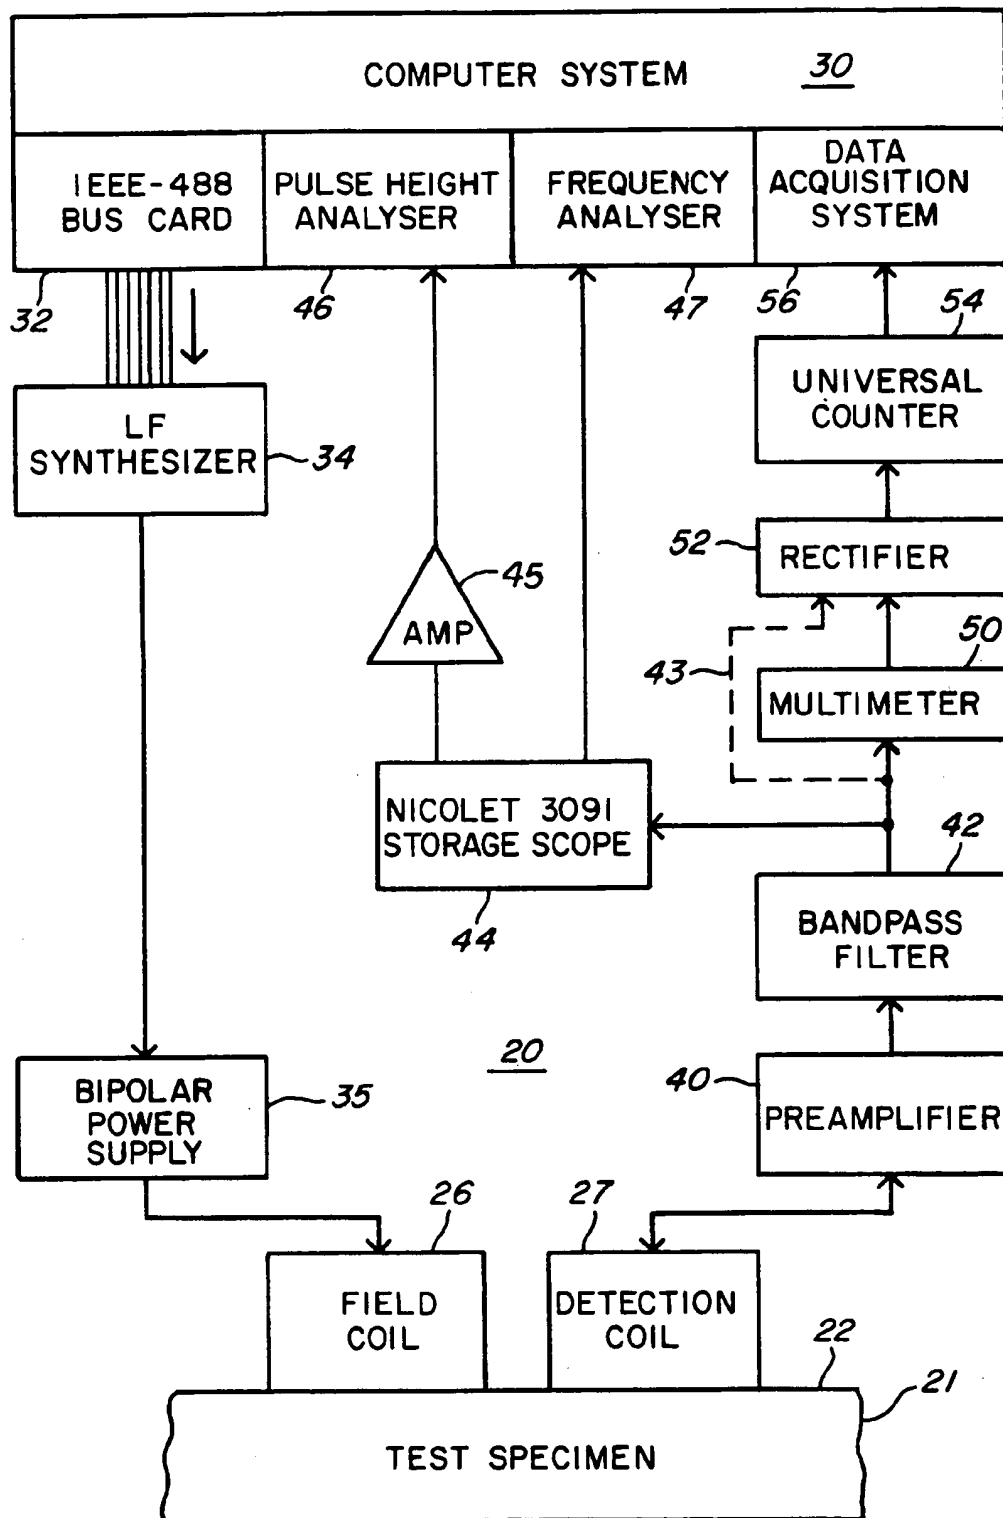 COMPUTER SYSTEM 30
IEEE-488
BUS CARD
PULSE HEIGHT
ANALYSER
FREQUENCY
ANALYSER
DATA
ACQUISITION
SYSTEM
32
46
47
56
54
LF
SYNTHESIZER
34
UNIVERSAL
COUNTER
52
RECTIFIER
45
AMP
43
50
MULTIMETER
NICOLET 3091
STORAGE SCOPE
44
42
BANDPASS
FILTER
20
BIPOLAR
POWER
SUPPLY
35
40
PREAMPLIFIER
26
27
FIELD
COIL
DETECTION
COIL
22
21
TEST SPECIMEN